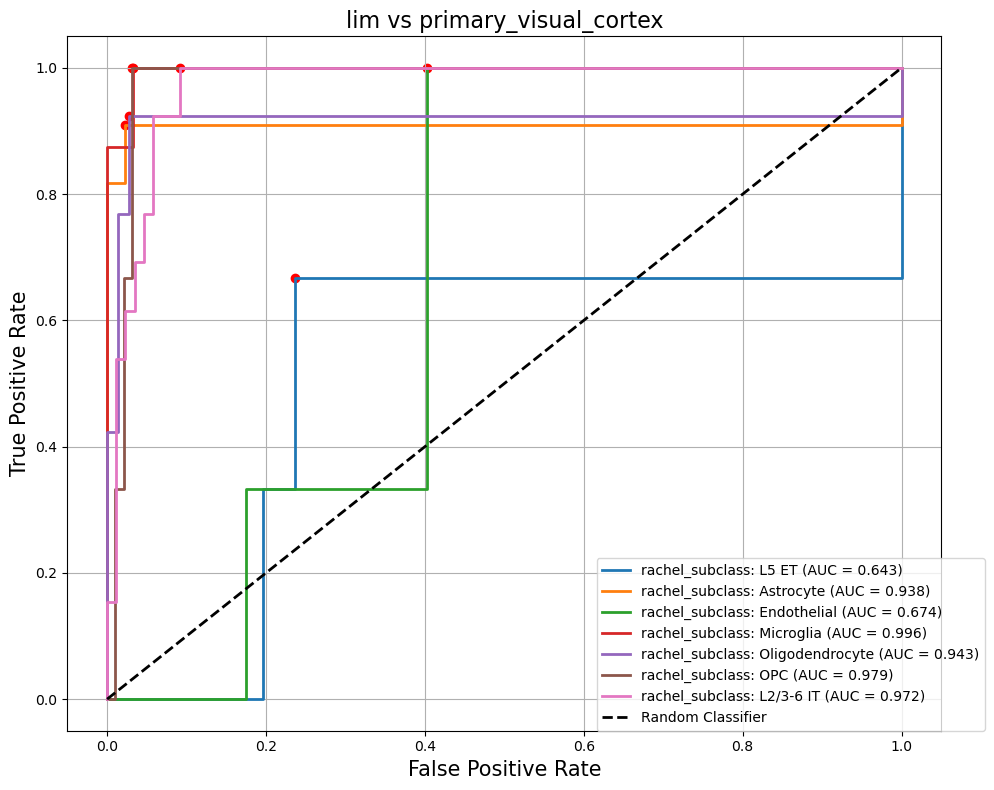 lim vs primary_visual_cortex
True Positive Rate
1.0
0.8
0.6
0.4
0.2
0.0
0.0 0.2 0.4 0.6 0.8 1.0
False Positive Rate
rachel_subclass: L5 ET (AUC = 0.643)
rachel_subclass: Astrocyte (AUC = 0.938)
rachel_subclass: Endothelial (AUC = 0.674)
rachel_subclass: Microglia (AUC = 0.996)
rachel_subclass: Oligodendrocyte (AUC = 0.943)
rachel_subclass: OPC (AUC = 0.979)
rachel_subclass: L2/3-6 IT (AUC = 0.972)
Random Classifier